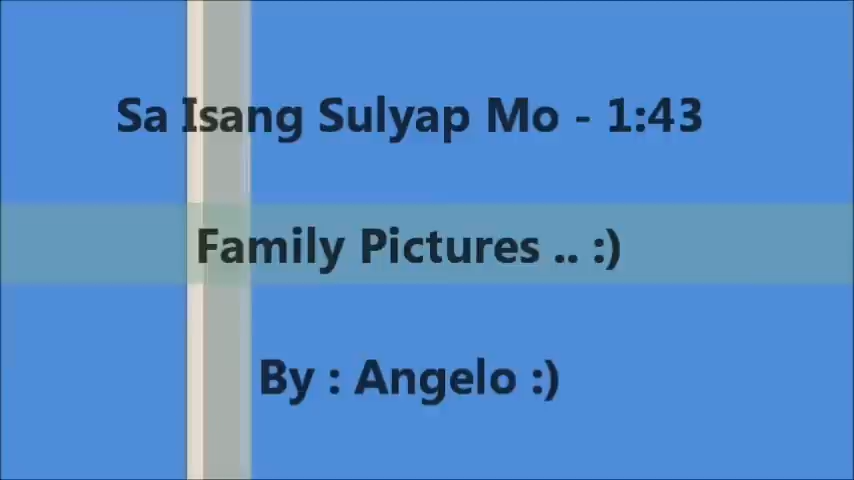 Sa Isang Sulyap Mo - 1:43
Family Pictures .. :)
By : Angelo :)